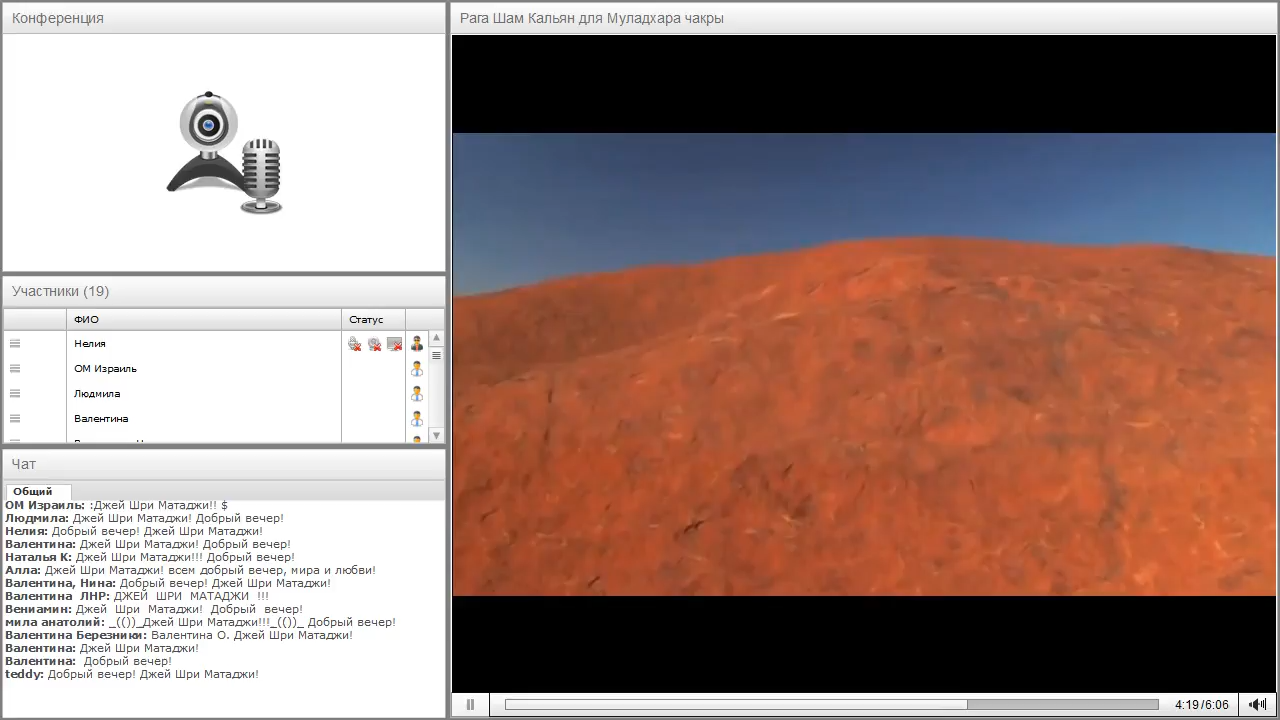 Конференция
Рага Шам Кальян для Муладхара чакры
Участники (19)
ФИО
Статус
Нелия
ОМ Израиль
Людмила
Валентина
Чат
Общий
ОМ Израиль: :Джей Шри Матаджи!! $
Людмила: Джей Шри Матаджи! Добрый вечер!
Нелия: Добрый вечер! Джей Шри Матаджи!
Валентина: Джей Шри Матаджи! Добрый вечер!
Наталья К: Джей Шри Матаджи!!! Добрый вечер!
Алла: Джей Шри Матаджи! всем добрый вечер, мира и любви!
Валентина, Нина: Добрый вечер! Джей Шри Матаджи!
Валентина ЛНР: ДЖЕЙ ШРИ МАТАДЖИ !!!
Вениамин: Джей Шри Матаджи! Добрый вечер!
мила анатолий: _(())_Джей Шри Матаджи!!!_(())_ Добрый вечер!
Валентина Березники: Валентина О. Джей Шри Матаджи!
Валентина: Джей Шри Матаджи!
Валентина: Добрый вечер!
teddy: Добрый вечер! Джей Шри Матаджи!
4:19/6:06